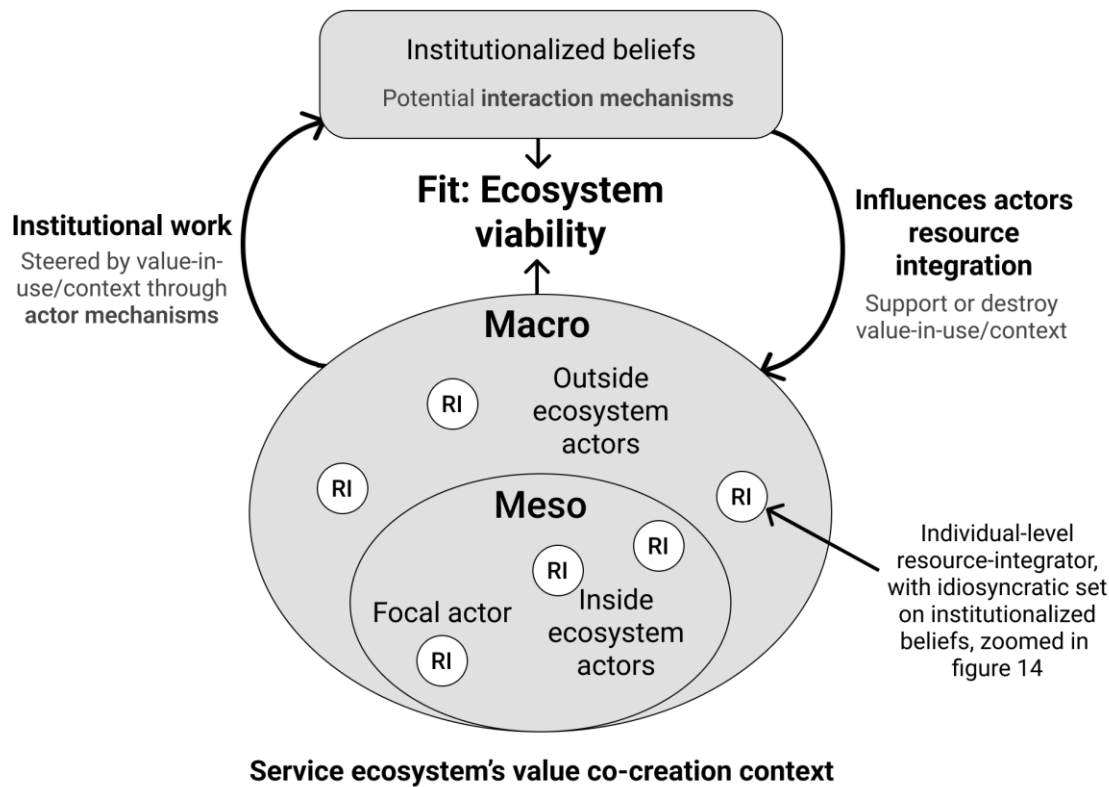 Institutionalized beliefs
Potential interaction mechanisms
Fit: Ecosystem
viability
Institutional work
Steered by value-in-
use/context through
actor mechanisms
Influences actors
resource
integration
Support or destroy
value-in-use/context
Macro
Outside
ecosystem
actors
RI
RI
RI
Meso
RI
RI
Inside
ecosystem
actors
Focal actor
RI
Individual-level
resource-integrator,
with idiosyncratic set
on institutionalized
beliefs, zoomed in
figure 14
Service ecosystem's value co-creation context